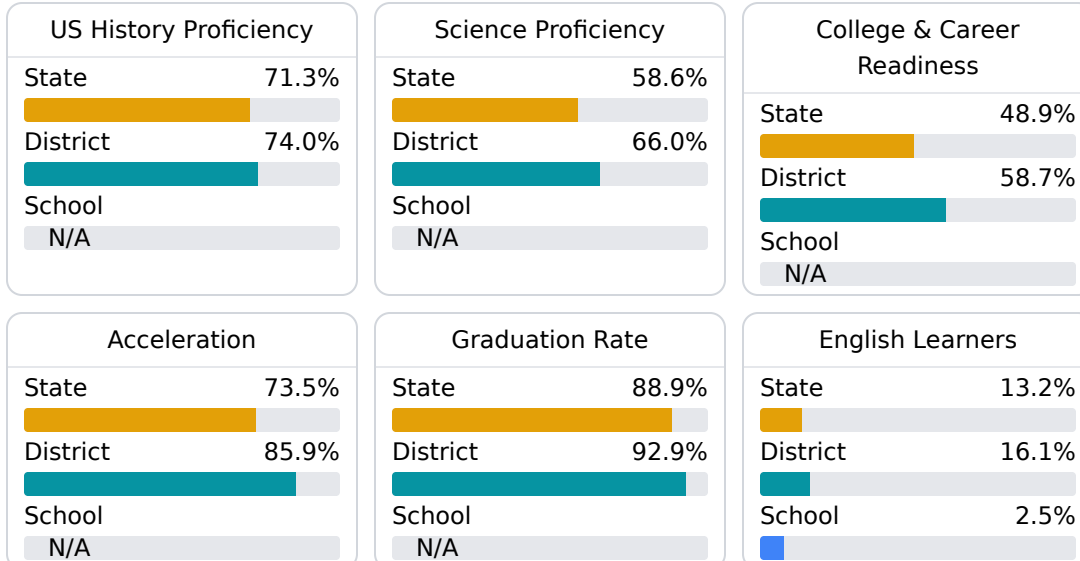 US History Proficiency
State 71.3%
District 74.0%
School
N/A
Science Proficiency
State 58.6%
District 66.0%
School
N/A
College & Career
Readiness
State 48.9%
District 58.7%
School
N/A
Acceleration
State 73.5%
District 85.9%
School
N/A
Graduation Rate
State 88.9%
District 92.9%
School
N/A
English Learners
State 13.2%
District 16.1%
School 2.5%